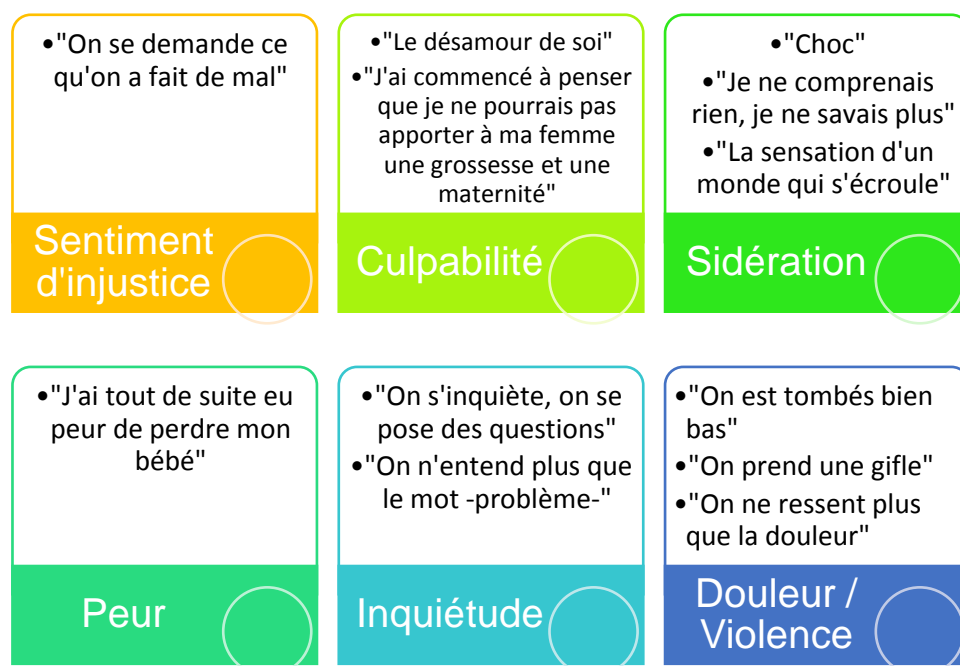 •"On se demande ce
qu'on a fait de mal"
Sentiment
d'injustice
•"Le désamour de soi"
•"J'ai commencé à penser
que je ne pourrais pas
apporter à ma femme
une grossesse et une
maternité"
Culpabilité
•"Choc"
•"Je ne comprenais
rien, je ne savais plus"
•"La sensation d'un
monde qui s'écroule"
Sidération
•"J'ai tout de suite eu
peur de perdre mon
bébé"
Peur
•"On s'inquiète, on se
pose des questions"
•"On n'entend plus que
le mot -problème-"
Inquiétude
•"On est tombés bien
bas"
•"On prend une gifle"
•"On ne ressent plus
que la douleur"
Douleur /
Violence